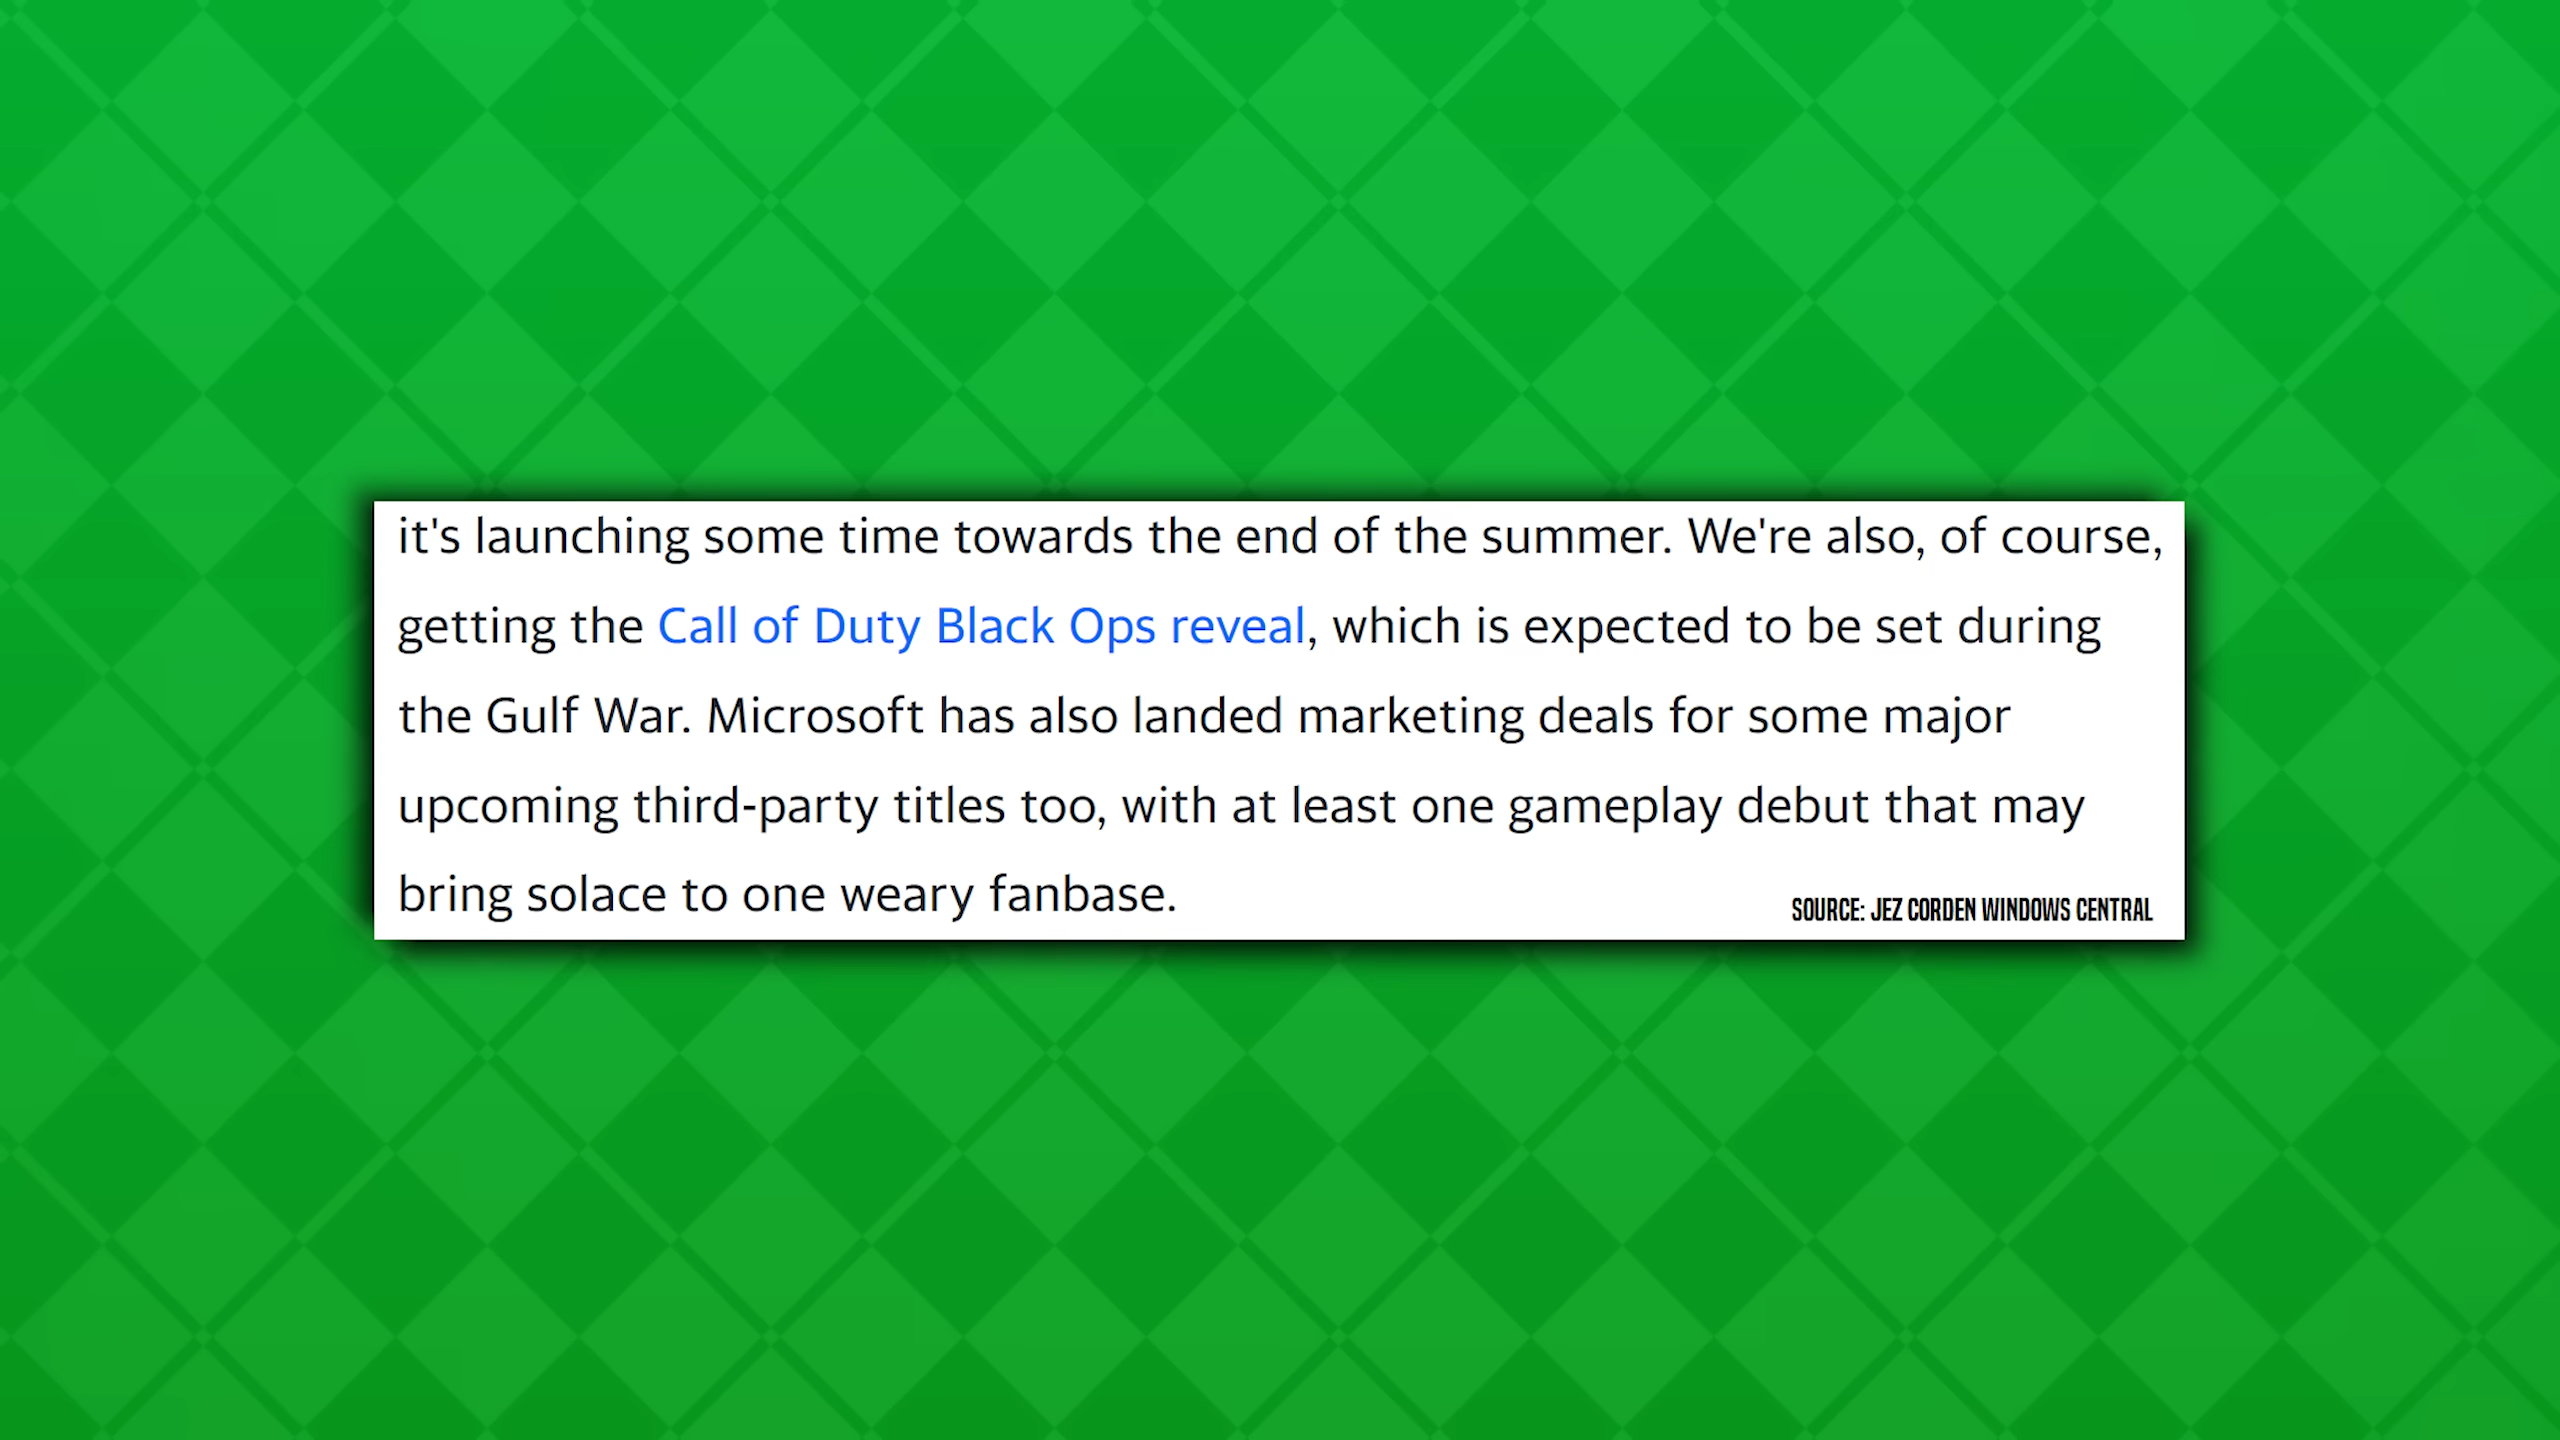 it's launching some time towards the end of the summer. We're also, of course,
getting the Call of Duty Black Ops reveal, which is expected to be set during
the Gulf War. Microsoft has also landed marketing deals for some major
upcoming third-party titles too, with at least one gameplay debut that may
bring solace to one weary fanbase.
SOURCE: JEZ CORDEN WINDOWS CENTRAL